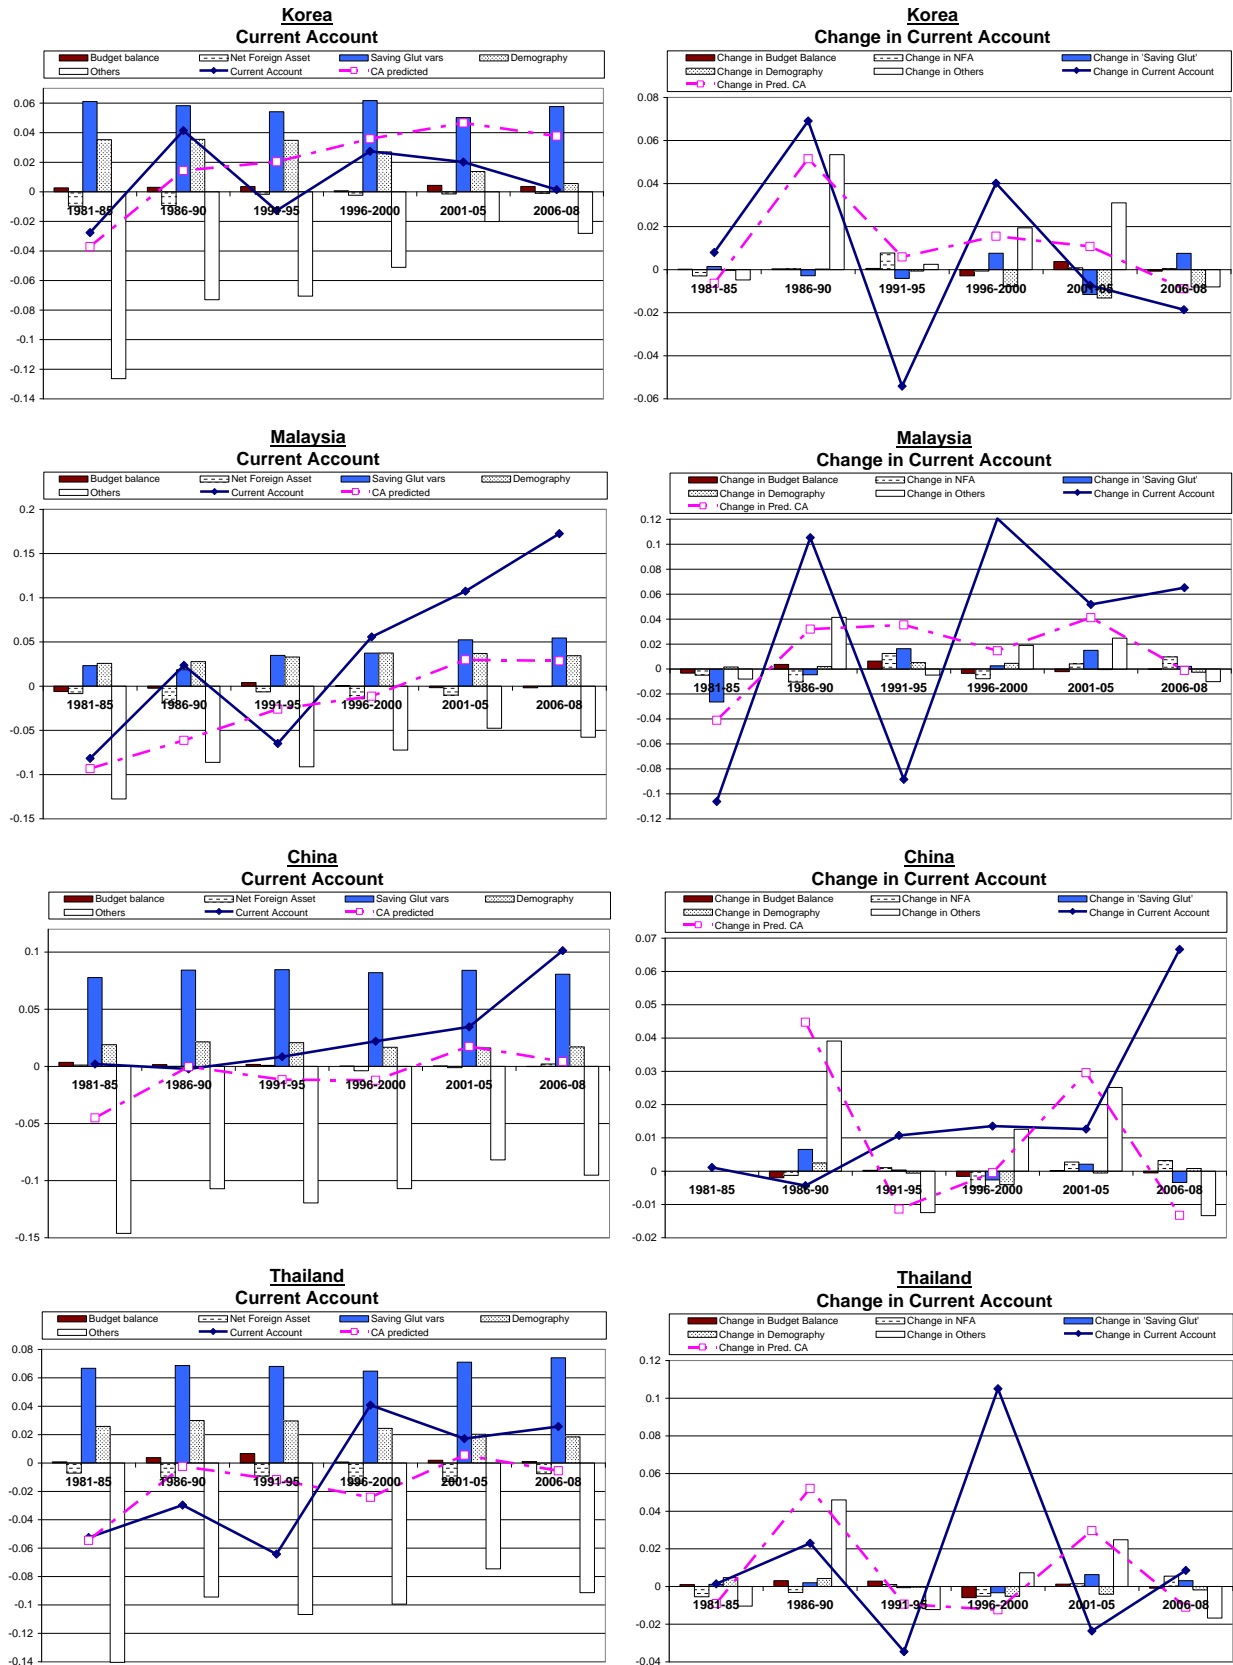 Korea
Current Account
Budget balance Net Foreign Asset Saving Glut vars Demography
Others Current Account CA predicted
0.06
0.04
0.02
0
-0.02
-0.04
-0.06
-0.08
-0.1
-0.12
-0.14
1981-85 1986-90 1991-95 1996-2000 2001-05 2006-08
Korea
Change in Current Account
Change in Budget Balance Change in NFA Change in 'Saving Glut'
Change in Demography Change in Others Change in Current Account
Change in Pred. CA
0.08
0.06
0.04
0.02
0
-0.02
-0.04
-0.06
1981-85 1986-90 1991-95 1996-2000 2001-05 2006-08
Malaysia
Current Account
Budget balance Net Foreign Asset Saving Glut vars Demography
Others Current Account CA predicted
0.2
0.15
0.1
0.05
0
-0.05
-0.1
-0.15
1981-85 1986-90 1991-95 1996-2000 2001-05 2006-08
Malaysia
Change in Current Account
Change in Budget Balance Change in NFA Change in 'Saving Glut'
Change in Demography Change in Others Change in Current Account
Change in Pred. CA
0.12
0.1
0.08
0.06
0.04
0.02
0
-0.02
-0.04
-0.06
-0.08
-0.1
-0.12
1981-85 1986-90 1991-95 1996-2000 2001-05 2006-08
China
Current Account
Budget balance Net Foreign Asset Saving Glut vars Demography
Others Current Account CA predicted
0.1
0.05
0
-0.05
-0.1
-0.15
1981-85 1986-90 1991-95 1996-2000 2001-05 2006-08
China
Change in Current Account
Change in Budget Balance Change in NFA Change in 'Saving Glut'
Change in Demography Change in Others Change in Current Account
Change in Pred. CA
0.07
0.06
0.05
0.04
0.03
0.02
0.01
0
-0.01
-0.02
1981-85 1986-90 1991-95 1996-2000 2001-05 2006-08
Thailand
Current Account
Budget balance Net Foreign Asset Saving Glut vars Demography
Others Current Account CA predicted
0.08
0.06
0.04
0.02
0
-0.02
-0.04
-0.06
-0.08
-0.1
-0.12
-0.14
1981-85 1986-90 1991-95 1996-2000 2001-05 2006-08
Thailand
Change in Current Account
Change in Budget Balance Change in NFA Change in 'Saving Glut'
Change in Demography Change in Others Change in Current Account
Change in Pred. CA
0.12
0.1
0.08
0.06
0.04
0.02
0
-0.02
-0.04
1981-85 1986-90 1991-95 1996-2000 2001-05 2006-08